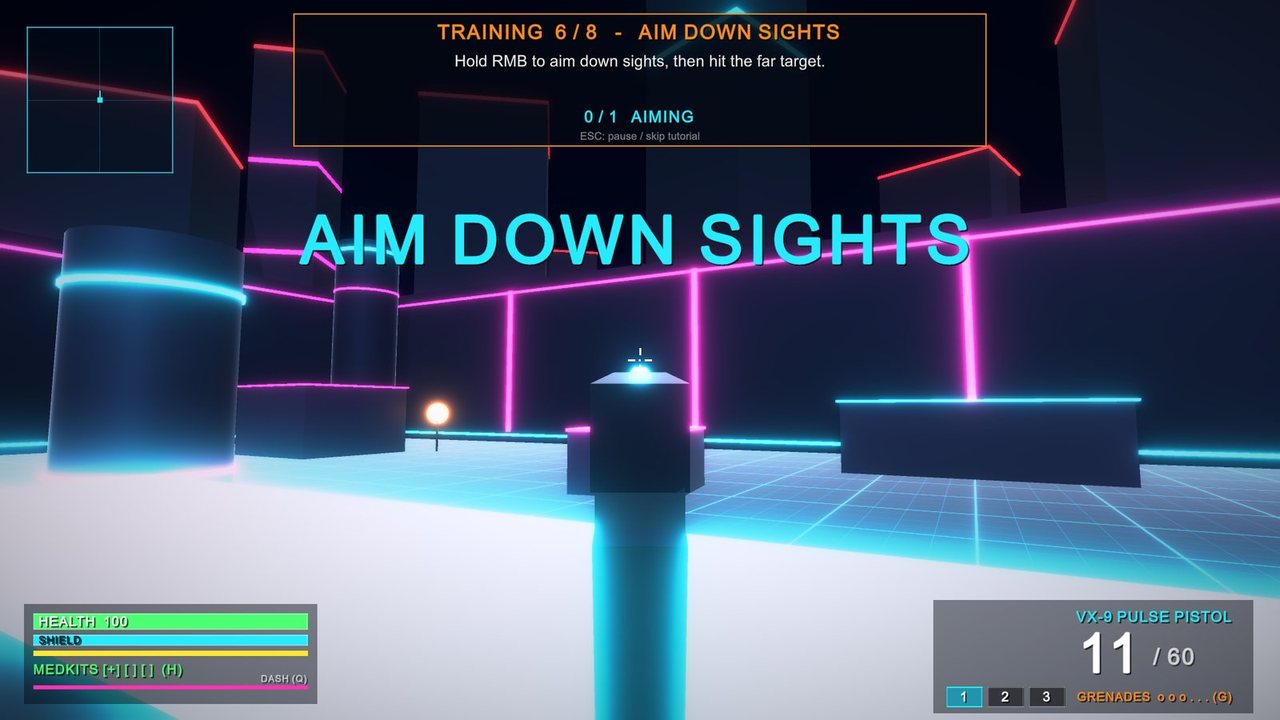 TRAINING 6 / 8 - AIM DOWN SIGHTS
Hold RMB to aim down sights, then hit the far target.
0 / 1 AIMING
ESC: pause / skip tutorial
AIM DOWN SIGHTS
HEALTH 100
SHIELD
MEDKITS [+] [ ] [ ] (H)
DASH (Q)
VX-9 PULSE PISTOL
11 / 60
1 2 3
GRENADES o o o . . . (G)